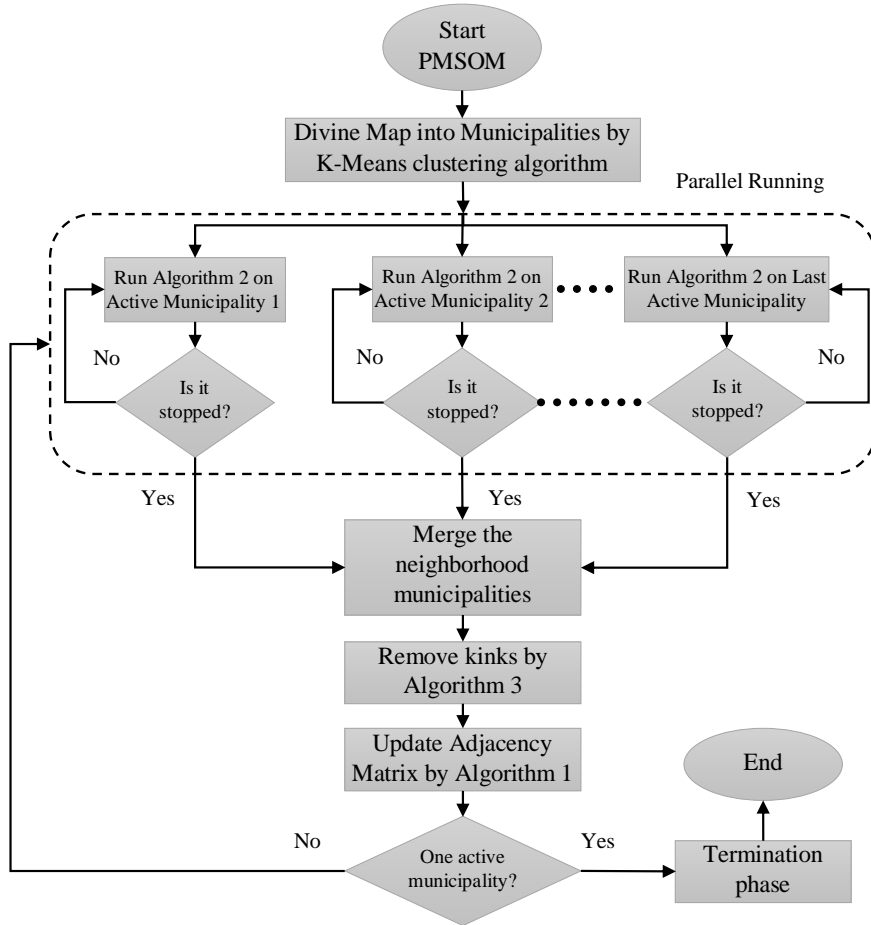 Start
PMSOM
Divine Map into Municipalities by
K-Means clustering algorithm
Parallel Running
Run Algorithm 2 on
Active Municipality 1
Run Algorithm 2 on
Active Municipality 2
Run Algorithm 2 on Last
Active Municipality
No
No
No
Is it
stopped?
Is it
stopped?
Is it
stopped?
Yes
Yes
Yes
Merge the
neighborhood
municipalities
Remove kinks by
Algorithm 3
Update Adjacency
Matrix by Algorithm 1
End
No
Yes
One active
municipality?
Termination
phase